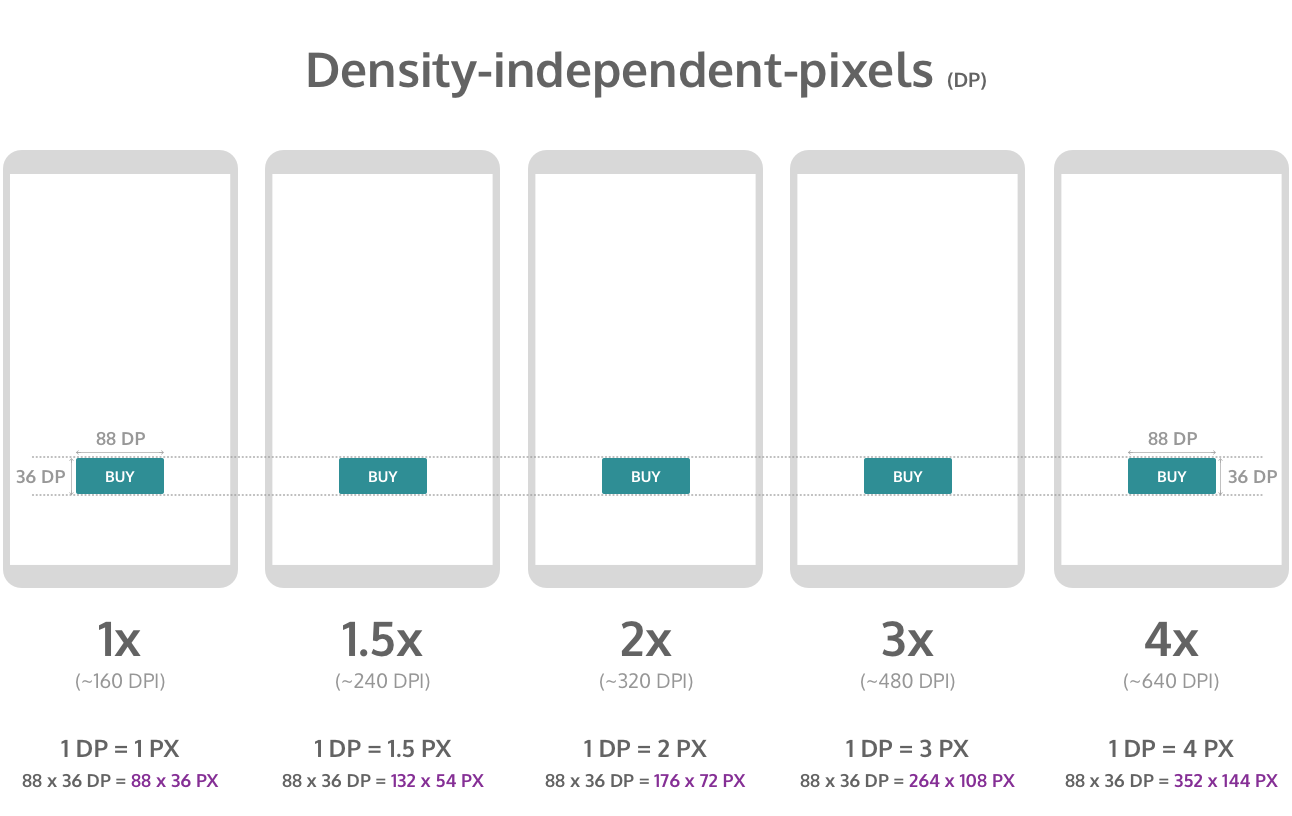 Density-independent-pixels (DP)
88 DP
88 DP
36 DP
BUY
BUY
BUY
BUY
BUY
36 DP
1x
1.5x
2x
3x
4x
(~160 DPI)
(~240 DPI)
(~320 DPI)
(~480 DPI)
(~640 DPI)
1 DP = 1 PX
1 DP = 1.5 PX
1 DP = 2 PX
1 DP = 3 PX
1 DP = 4 PX
88 x 36 DP = 88 x 36 PX
88 x 36 DP = 132 x 54 PX
88 x 36 DP = 176 x 72 PX
88 x 36 DP = 264 x 108 PX
88 x 36 DP = 352 x 144 PX